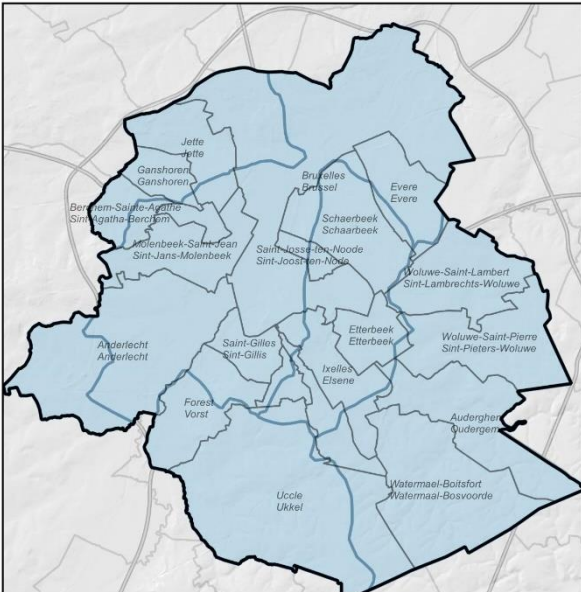 Jette
Jette
Ganshoren
Ganshoren
Bruxelles
Brussel
Evere
Evere
Berchem-Sainte-Agathe
Sint-Agatha-Berchem
Schaerbeek
Schaarbeek
Molenbeek-Saint-Jean
Sint-Jans-Molenbeek
Saint-Josse-ten-Noode
Sint-Joost-ten-Node
Woluwe-Saint-Lambert
Sint-Lambrechts-Woluwe
Anderlecht
Anderlecht
Saint-Gilles
Sint-Gillis
Etterbeek
Etterbeek
Woluwe-Saint-Pierre
Sint-Pieters-Woluwe
Ixelles
Elsene
Forest
Vorst
Auderghem
Oudergem
Watermael-Boitsfort
Watermaal-Bosvoorde
Uccle
Ukkel